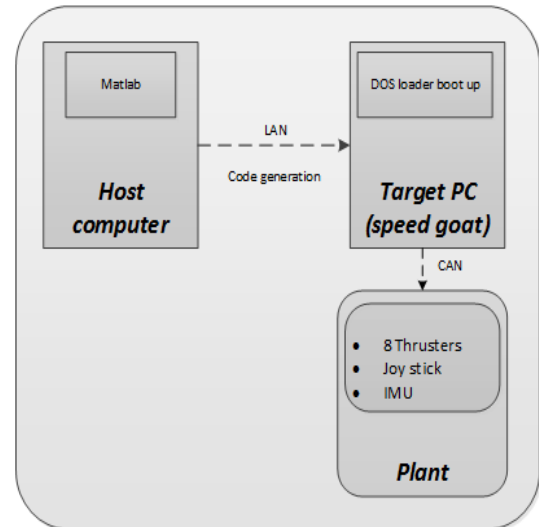 Matlab
DOS loader boot up
LAN
Code generation
Host
computer
Target PC
(speed goat)
CAN
• 8 Thrusters
• Joy stick
• IMU
Plant